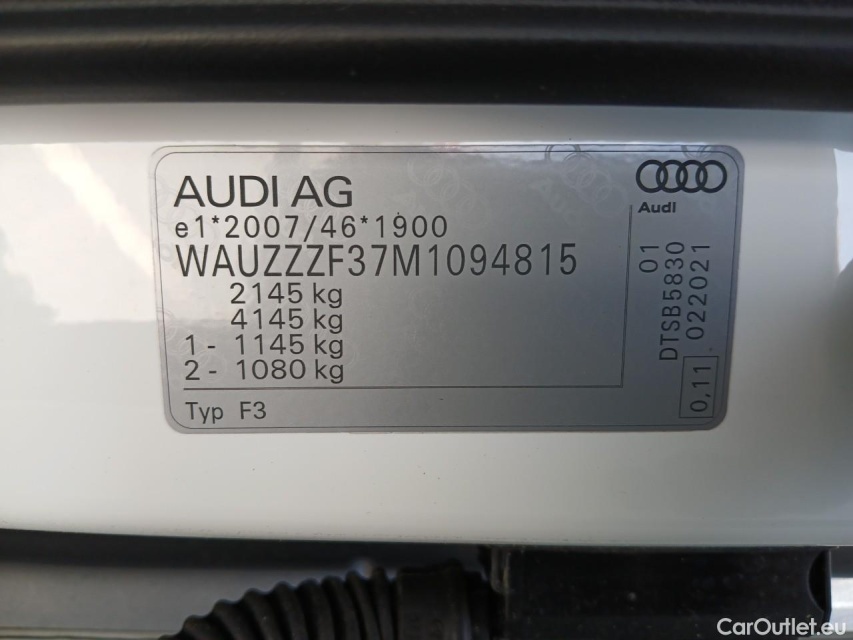 AUDI AG
e1*2007/46*1900
WAUZZZF37M1094815
2145 kg
4145 kg
1 - 1145 kg
2 - 1080 kg
Typ F3
Audi
01
DTSB5830
022021
0,11
CarOutlet.eu